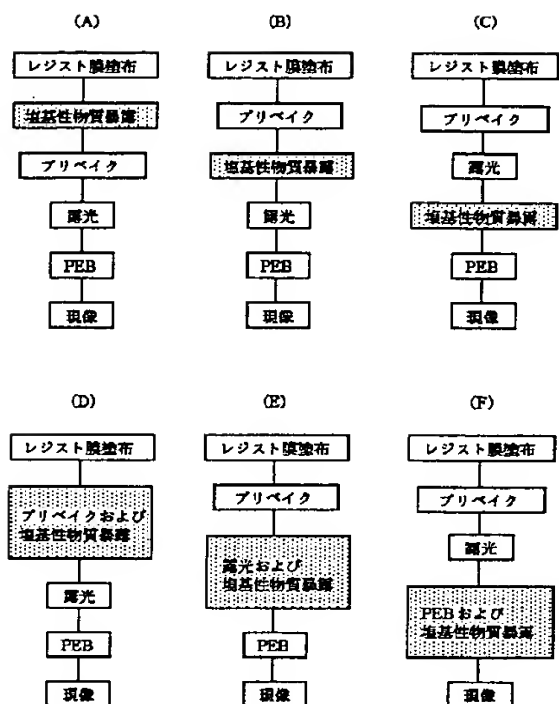 (A)
レジスト膜塗布
塩基性物質暴露
プリベイク
露光
PEB
現像
(B)
レジスト膜塗布
プリベイク
塩基性物質暴露
露光
PEB
現像
(C)
レジスト膜塗布
プリベイク
露光
塩基性物質暴露
PEB
現像
(D)
レジスト膜塗布
プリベイクおよび
塩基性物質暴露
露光
PEB
現像
(E)
レジスト膜塗布
プリベイク
露光および
塩基性物質暴露
PEB
現像
(F)
レジスト膜塗布
プリベイク
露光
PEBおよび
塩基性物質暴露
現像